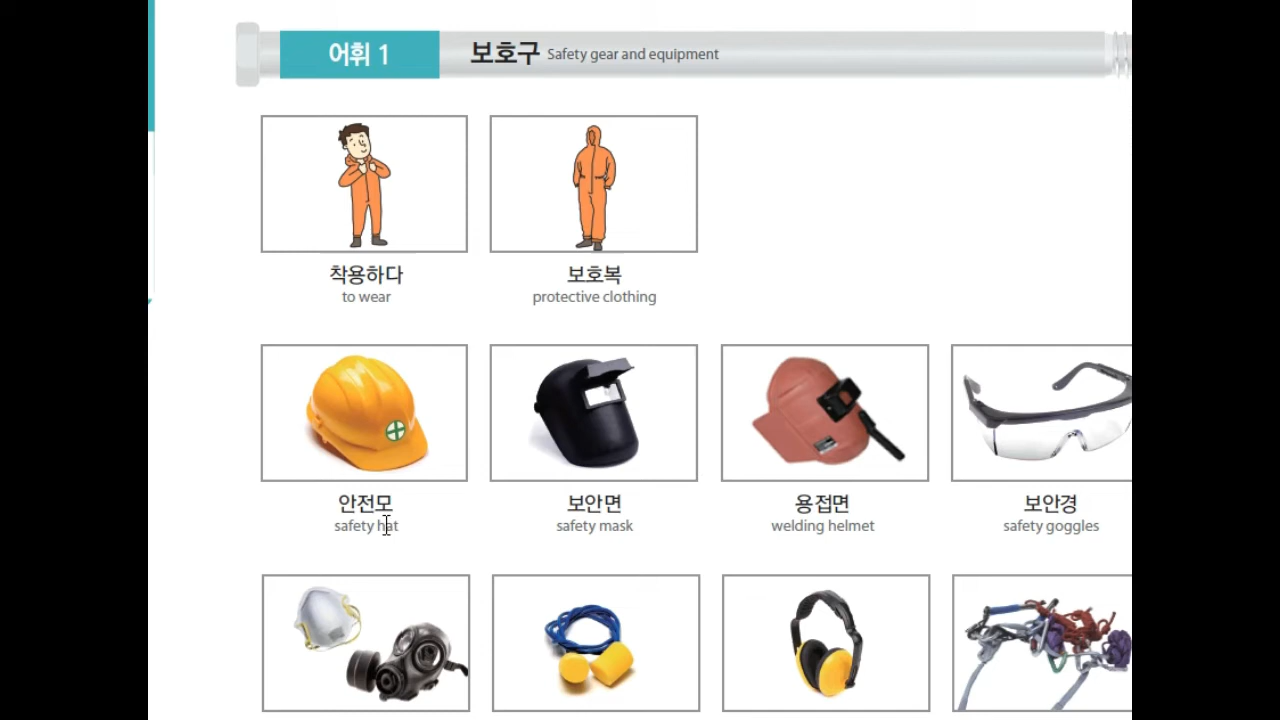 어휘 1 보호구 Safety gear and equipment
착용하다 보호복
to wear protective clothing
안전모 보안면 용접면 보안경
safety hat safety mask welding helmet safety goggles